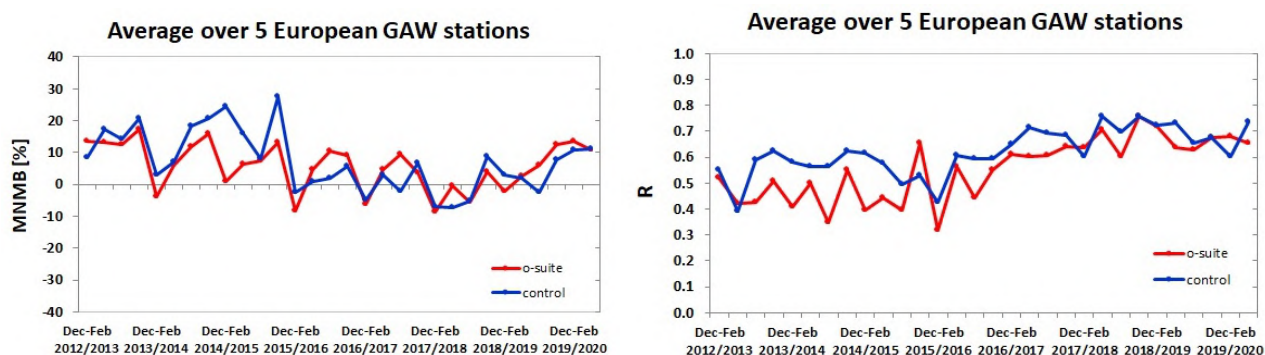 Average over 5 European GAW stations
MNMB [%]
40
30
20
10
0
-10
-20
-30
-40
o-suite
control
Dec-Feb Dec-Feb Dec-Feb Dec-Feb Dec-Feb Dec-Feb Dec-Feb Dec-Feb
2012/2013 2013/2014 2014/2015 2015/2016 2016/2017 2017/2018 2018/2019 2019/2020
Average over 5 European GAW stations
R
1.0
0.9
0.8
0.7
0.6
0.5
0.4
0.3
0.2
0.1
0.0
o-suite
control
Dec-Feb Dec-Feb Dec-Feb Dec-Feb Dec-Feb Dec-Feb Dec-Feb Dec-Feb
2012/2013 2013/2014 2014/2015 2015/2016 2016/2017 2017/2018 2018/2019 2019/2020